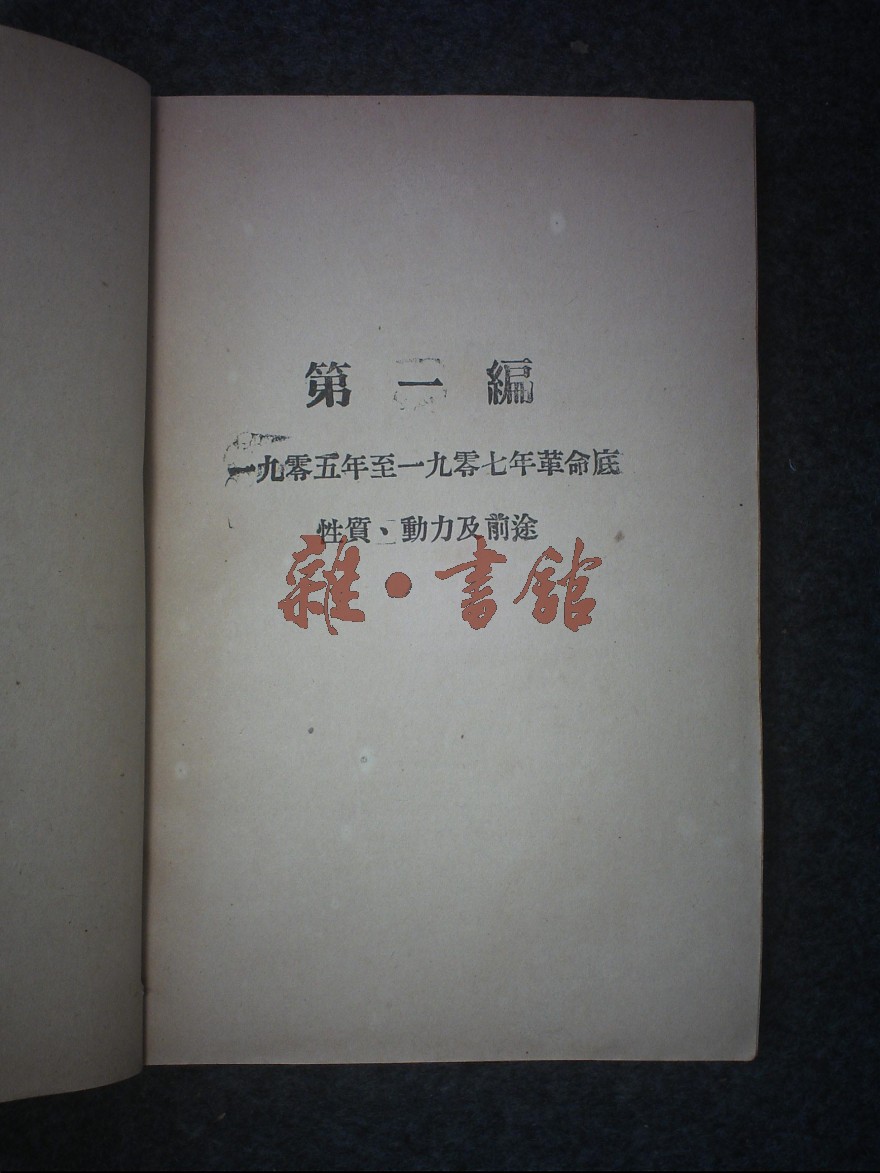 第一編
一九零五年至一九零七年革命底
性質、動力及前途
雜·書館